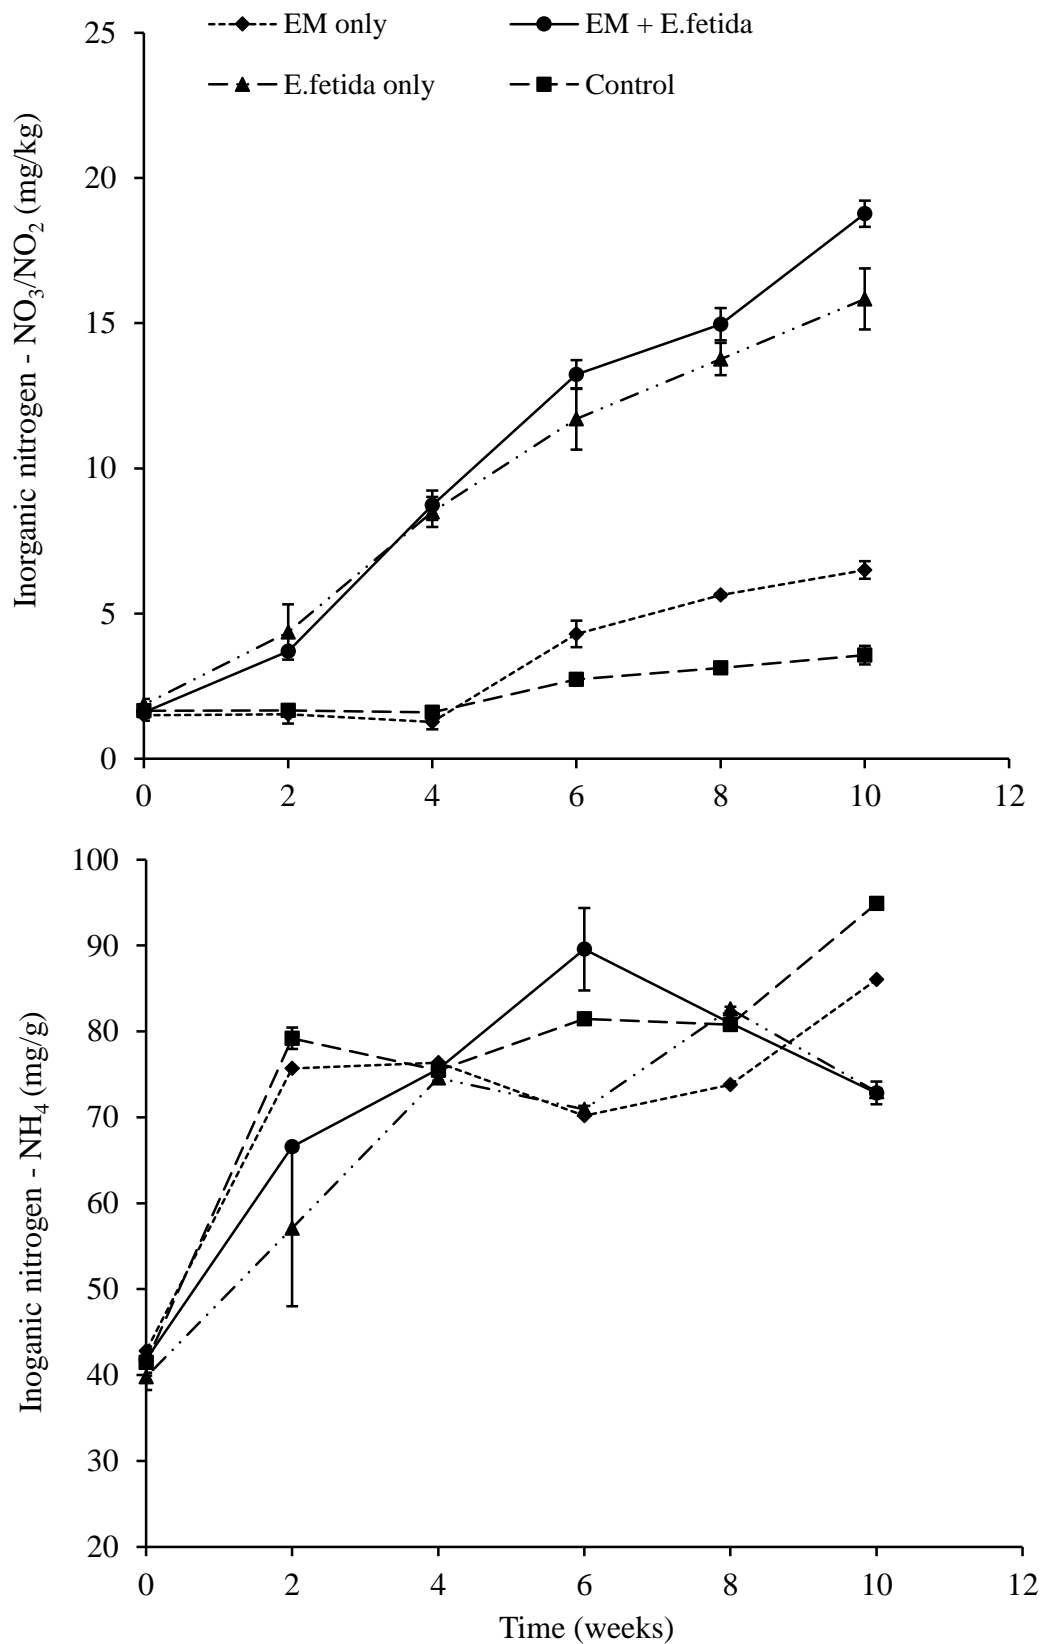 EM only
EM + E.fetida
E.fetida only
Control
Inorganic nitrogen - NO₃/NO₂ (mg/kg)
25
20
15
10
5
0
0 2 4 6 8 10 12
Inoganic nitrogen - NH₄ (mg/g)
100
90
80
70
60
50
40
30
20
0 2 4 6 8 10 12
Time (weeks)